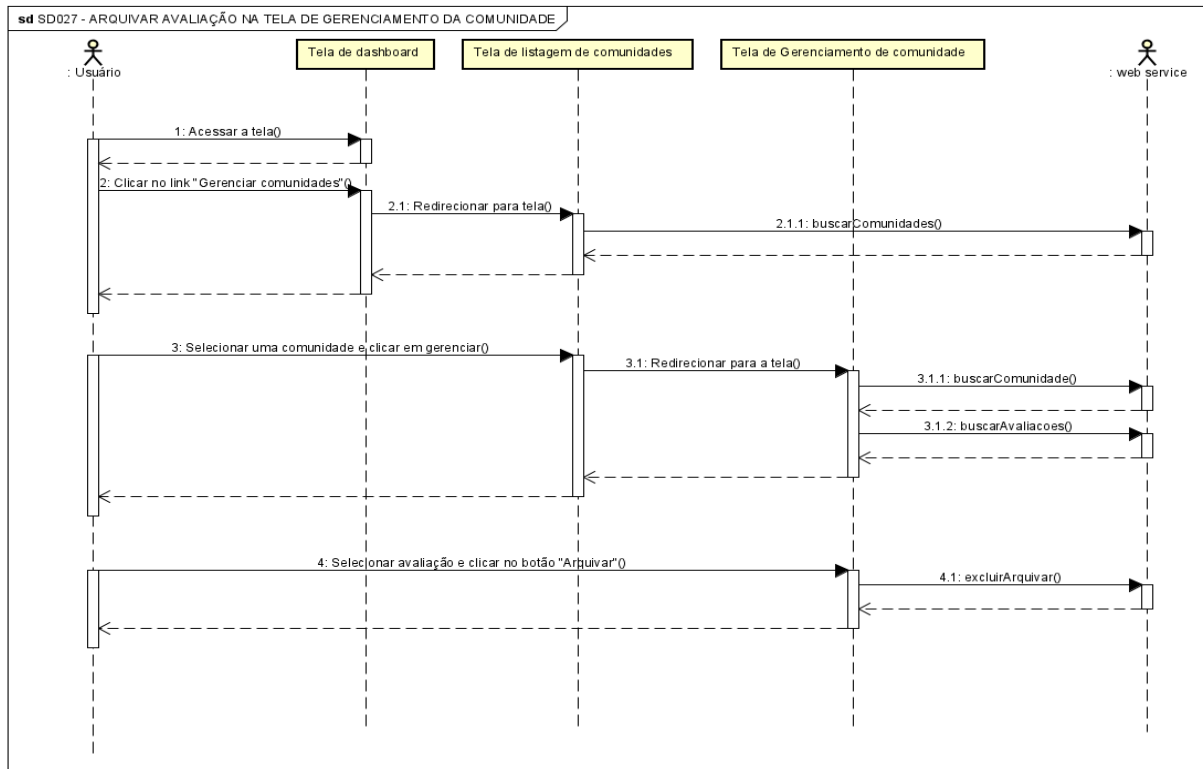 sd SD027 - ARQUIVAR AVALIAÇÃO NA TELA DE GERENCIAMENTO DA COMUNIDADE
: Usuário
Tela de dashboard
Tela de listagem de comunidades
Tela de Gerenciamento de comunidade
: web service
1: Acessar a tela()
2: Clicar no link "Gerenciar comunidades"()
2.1: Redirecionar para tela()
2.1.1: buscarComunidades()
3: Selecionar uma comunidade e clicar em gerenciar()
3.1: Redirecionar para a tela()
3.1.1: buscarComunidade()
3.1.2: buscarAvaliacoes()
4: Selecionar avaliação e clicar no botão "Arquivar"()
4.1: excluirArquivar()